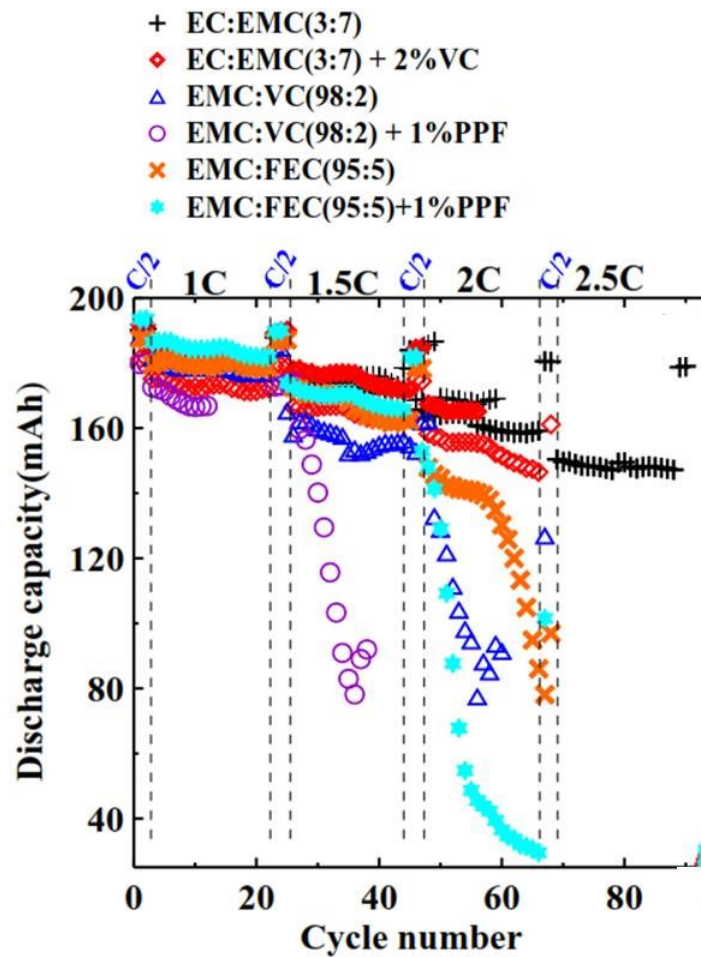 EC:EMC(3:7)
EC:EMC(3:7) + 2%VC
EMC:VC(98:2)
EMC:VC(98:2) + 1%PPF
EMC:FEC(95:5)
EMC:FEC(95:5)+1%PPF
C/2 1C C/2 1.5C C/2 2C C/2 2.5C
200
160
120
80
40
Discharge capacity(mAh)
0 20 40 60 80
Cycle number